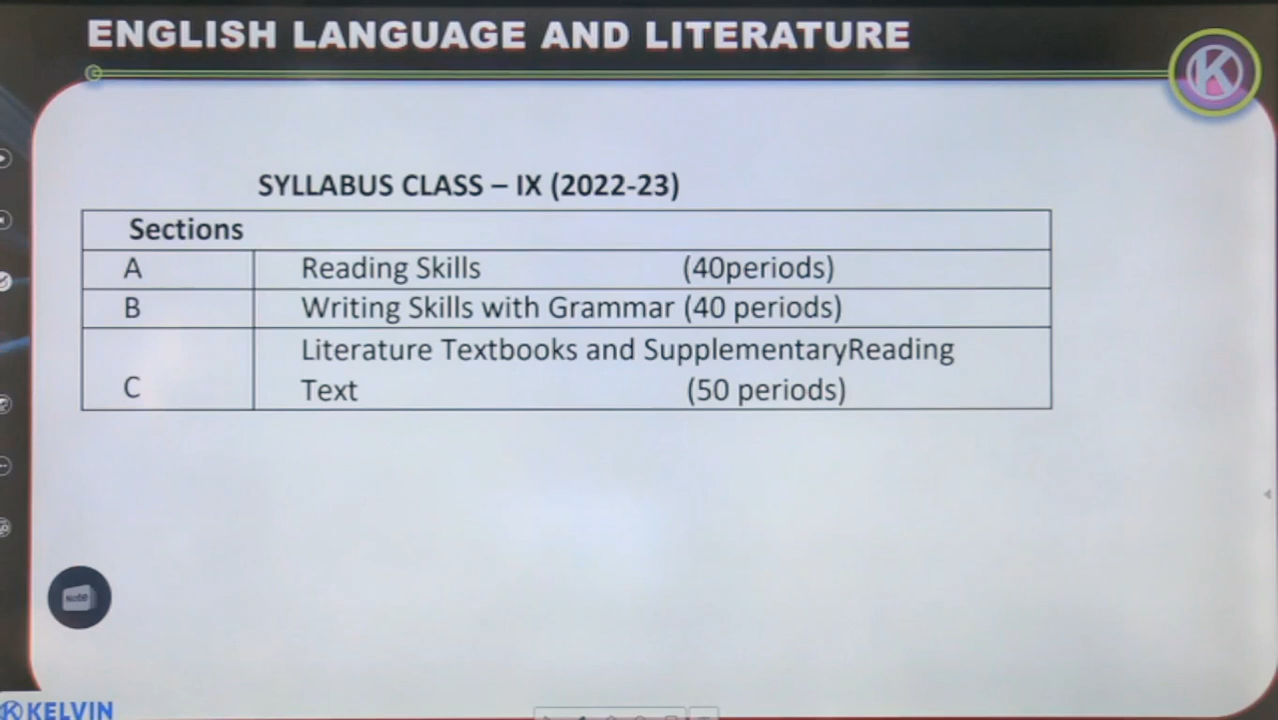 ENGLISH LANGUAGE AND LITERATURE
K
SYLLABUS CLASS – IX (2022-23)
Sections
A Reading Skills (40periods)
B Writing Skills with Grammar (40 periods)
Literature Textbooks and SupplementaryReading
C Text (50 periods)
Note
KELVIN